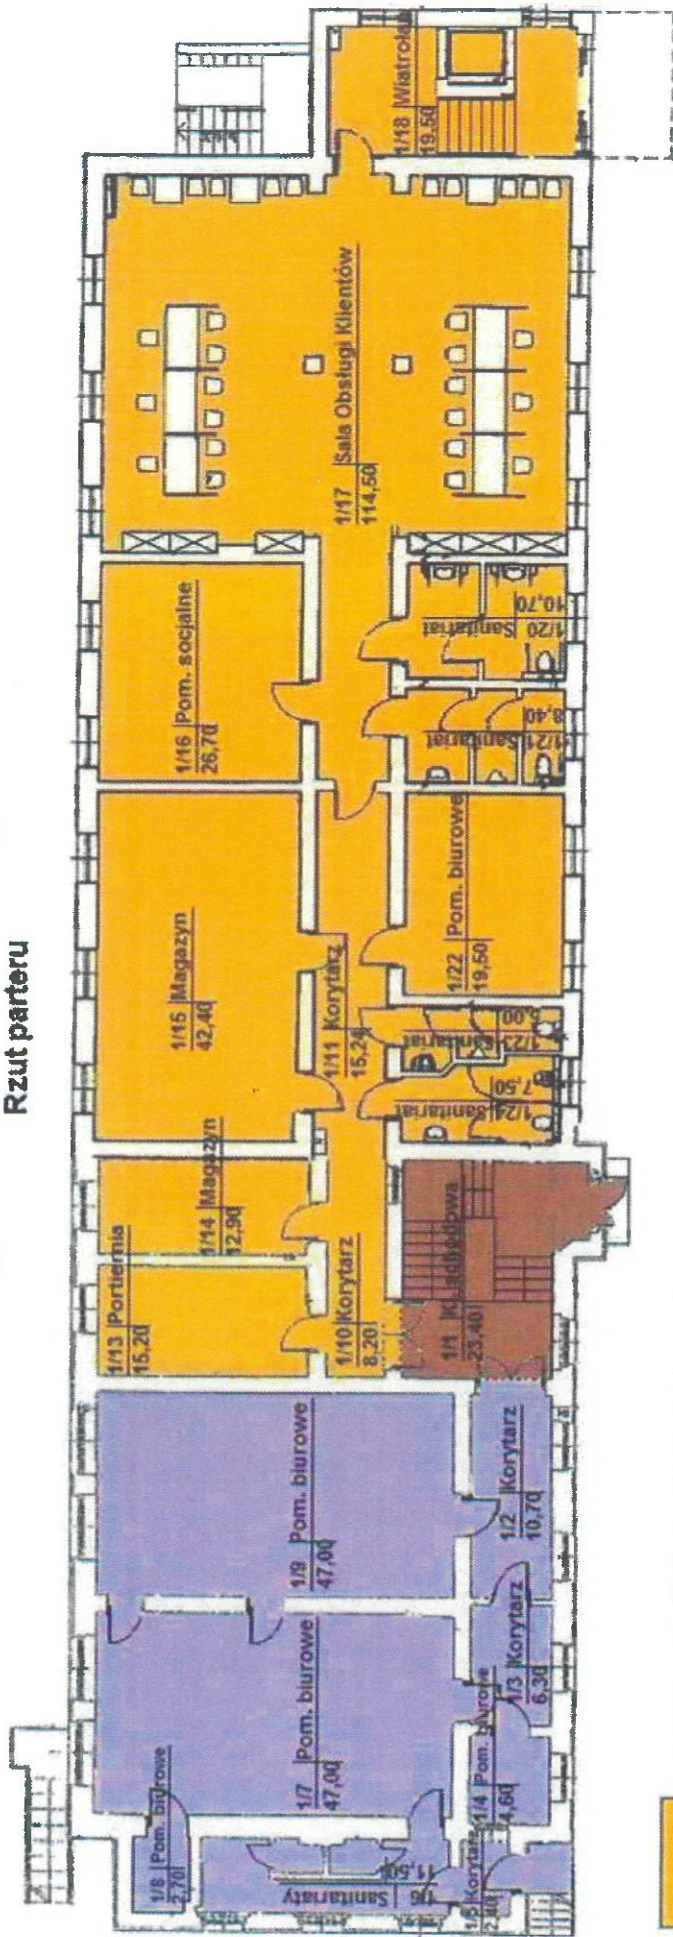 Rzut parteru
1/18 Wiatrołap
19,50
1/17 Sala Obsługi Klientów
114,50
1/16 Pom. socjalne
26,70
1/20 Sanitariat
10,70
1/21 Sanitariat
8,40
1/15 Magazyn
42,40
1/22 Pom. biurowe
19,50
1/11 Korytarz
15,24
1/23 Sanitariat
1/24 Sanitariat
7,50
1/14 Magazyn
12,90
1/13 Portiernia
15,20
1/10 Korytarz
8,20
1/1
23,40
1/9 Pom. biurowe
47,00
1/2 Korytarz
10,70
1/7 Pom. biurowe
47,00
1/3 Korytarz
6,30
1/4 Pom. biurowe
4,60
1/8 Pom. biurowe
2,70
1/6 Sanitariaty
11,50
1/5 Korytarz